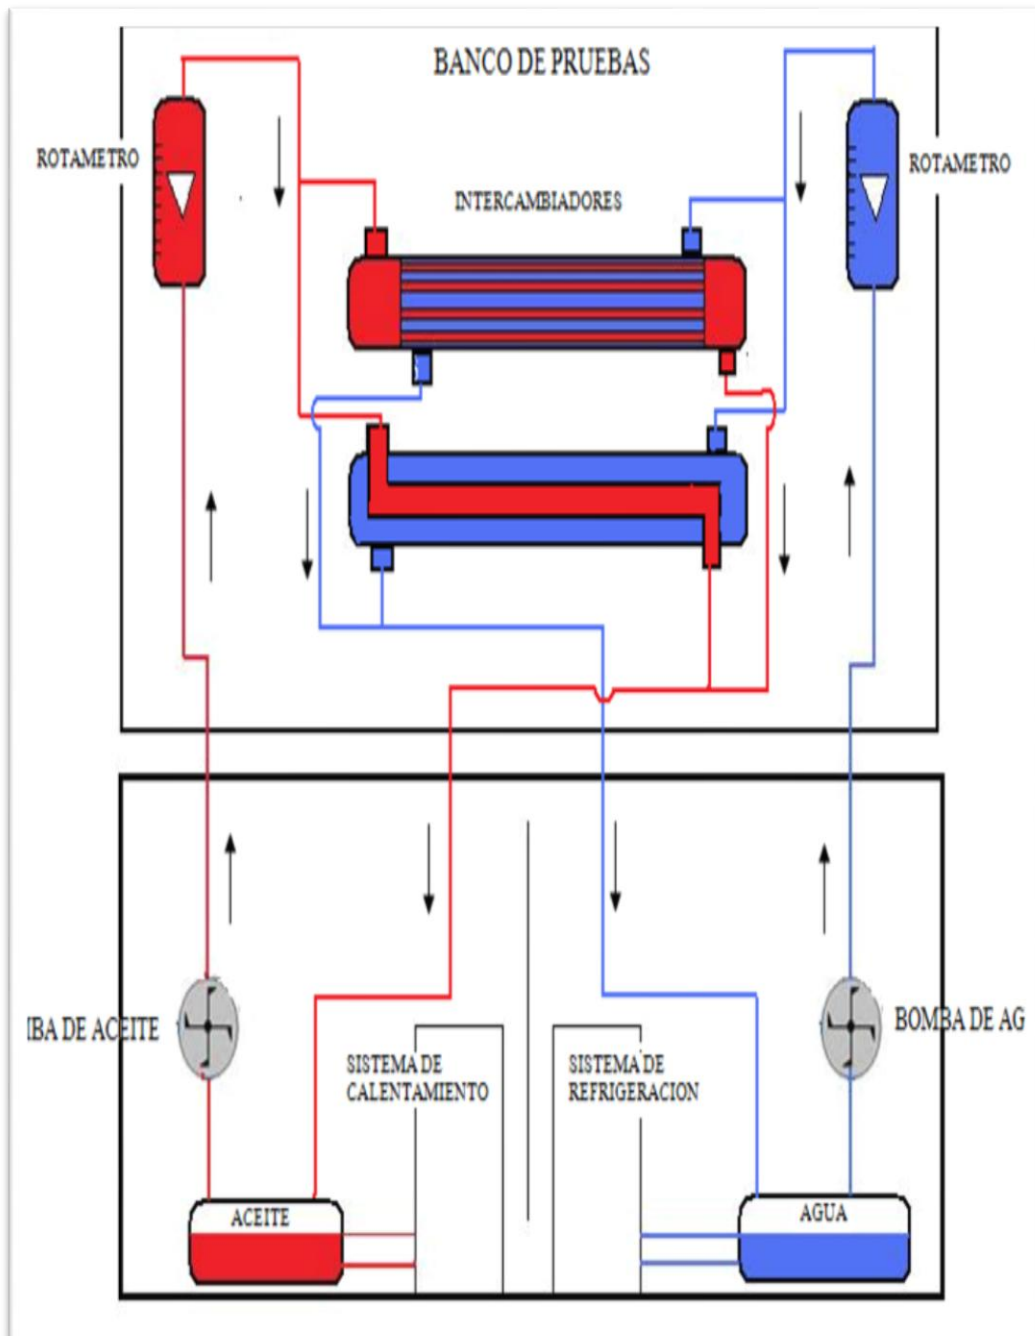 BANCO DE PRUEBAS
ROTAMETRO
ROTAMETRO
INTERCAMBIADORES
IBA DE ACEITE
BOMBA DE AG
SISTEMA DE
CALENTAMIENTO
SISTEMA DE
REFRIGERACION
ACEITE
AGUA